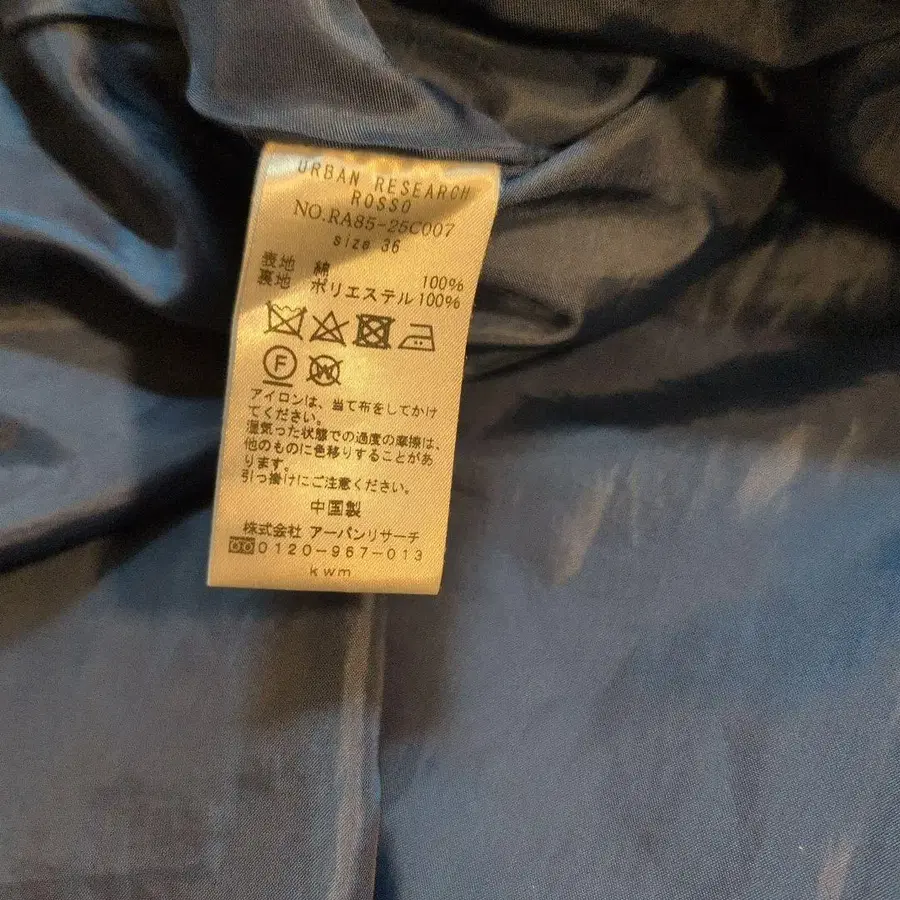 URBAN RESEARCH
ROSSO
NO.RA85-25C007
size 36
表地 綿 100%
裏地 ポリエステル 100%
F W
アイロンは、当て布をしてかけ
てください。
湿気った状態での過度の摩擦は、
他のものに色移りすることがあ
ります。
引っ掛けにご注意ください。
中国製
株式会社 アーバンリサーチ
0120-967-013
kwm